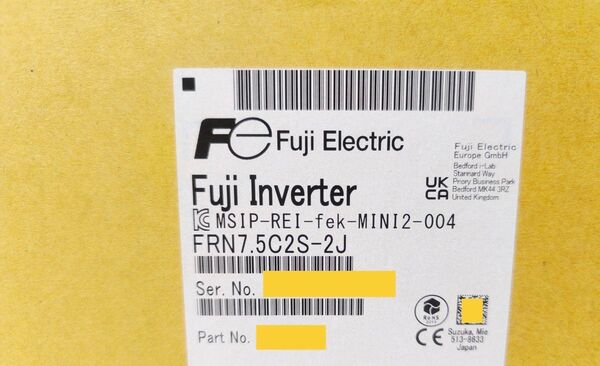 Fe Fuji Electric
Fuji Electric
Europe GmbH
Bedford i-Lab
Stannard Way
Priory Business Park
Bedford MK44 3RZ
United Kingdom
UK
CA
Fuji Inverter
MSIP-REI-fek-MINI2-004
FRN7.5C2S-2J
Ser. No.
Part No.
RoHS
CE
Suzuka, Mie
513-8633
Japan